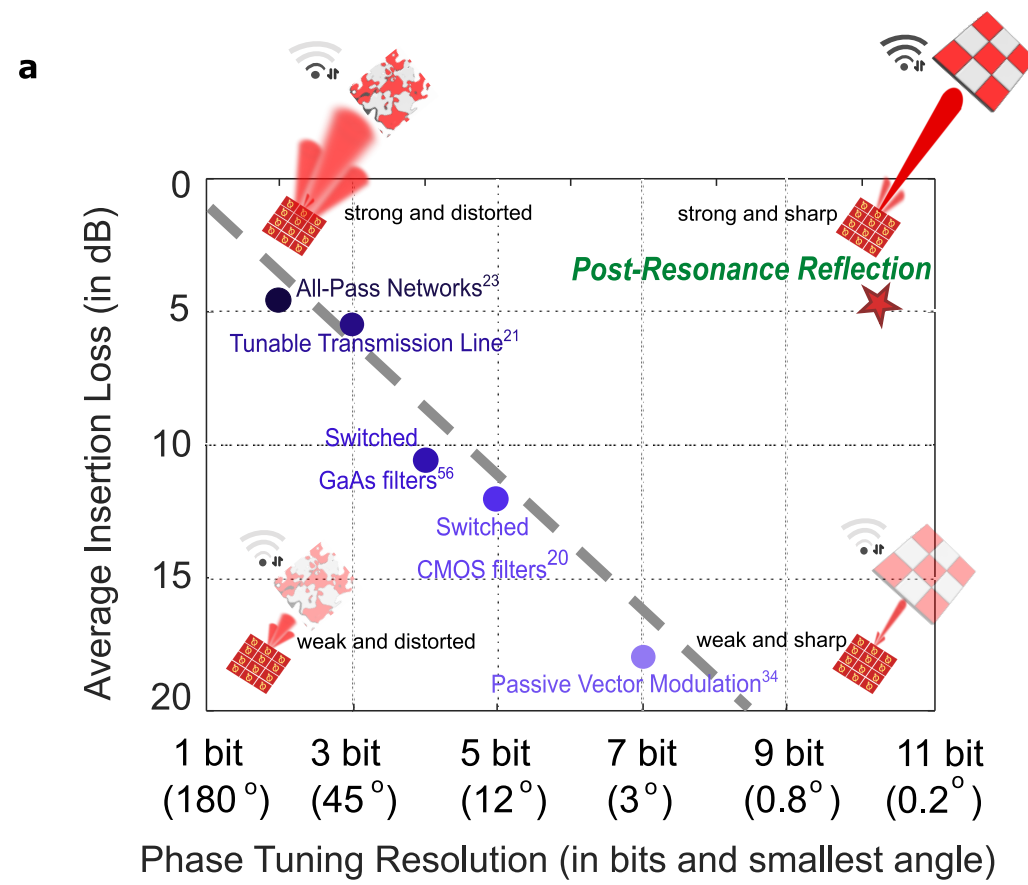 a
0
strong and distorted
strong and sharp
Post-Resonance Reflection
All-Pass Networks23
5
Tunable Transmission Line21
10
Switched
GaAs filters56
Switched
CMOS filters20
15
weak and distorted
weak and sharp
Passive Vector Modulation34
20
Average Insertion Loss (in dB)
1 bit 3 bit 5 bit 7 bit 9 bit 11 bit
(180 o) (45 o) (12 o) (3 o) (0.8 o) (0.2 o)
Phase Tuning Resolution (in bits and smallest angle)